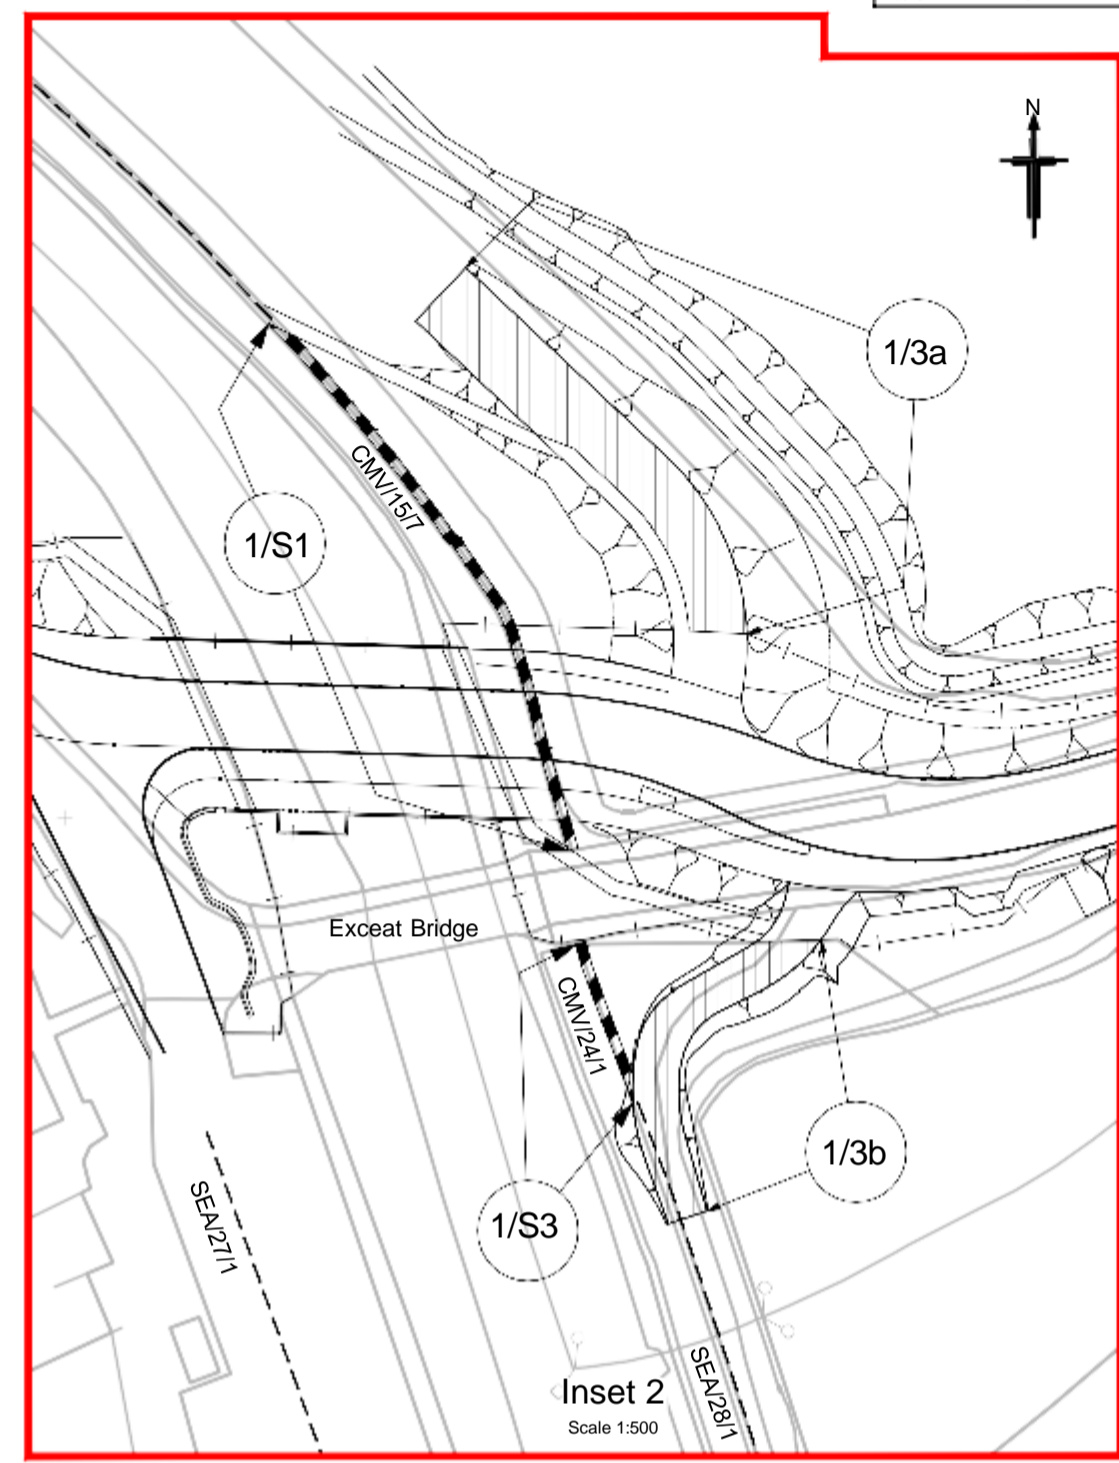 N
1/3a
CMV/15/7
1/S1
Exceat Bridge
CMV/24/1
1/3b
SEA/27/1
1/S3
SEA/28/1
Inset 2
Scale 1:500